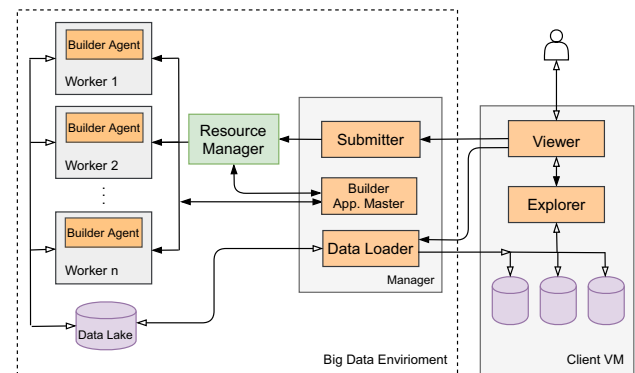 Builder Agent
Worker 1
Builder Agent
Worker 2
Builder Agent
Worker n
Data Lake
Resource
Manager
Submitter
Builder
App. Master
Data Loader
Manager
Big Data Envirioment
Viewer
Explorer
Client VM